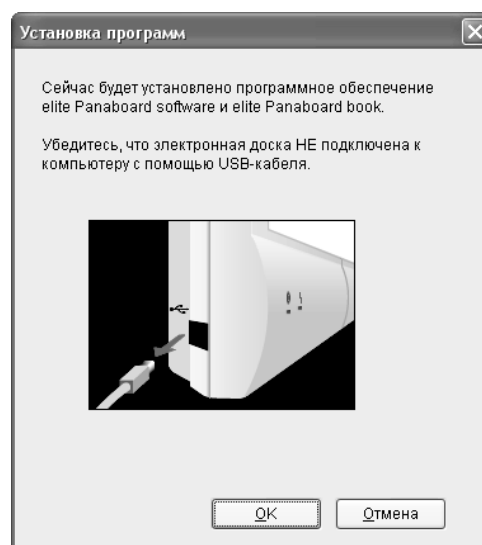 Установка программ
Сейчас будет установлено программное обеспечение
elite Panaboard software и elite Panaboard book.
Убедитесь, что электронная доска НЕ подключена к
компьютеру с помощью USB-кабеля.
OK
Отмена